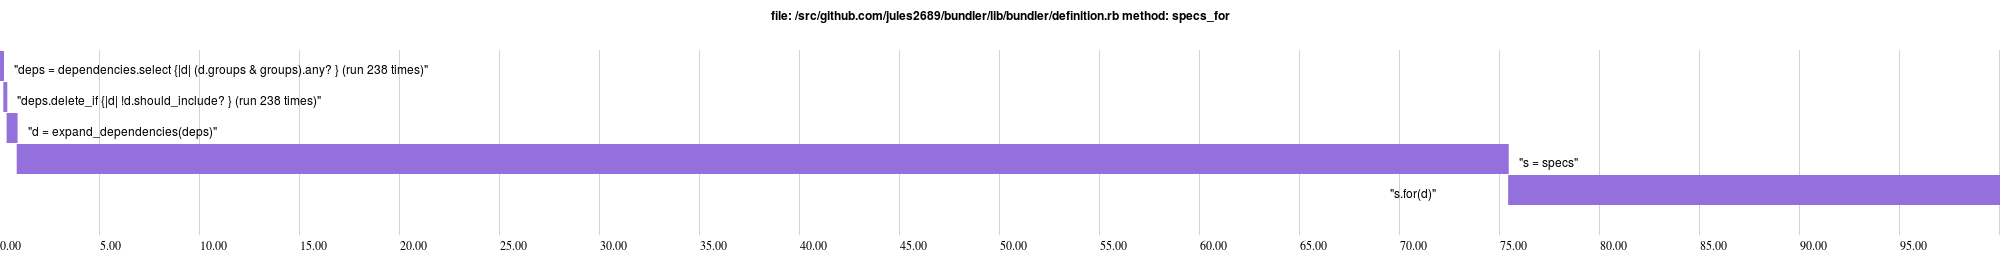 file: /src/github.com/jules2689/bundler/lib/bundler/definition.rb method: specs_for
"deps = dependencies.select {|d| (d.groups & groups).any? } (run 238 times)"
"deps.delete_if {|d| !d.should_include? } (run 238 times)"
"d = expand_dependencies(deps)"
"s = specs"
"s.for(d)"
0.00 5.00 10.00 15.00 20.00 25.00 30.00 35.00 40.00 45.00 50.00 55.00 60.00 65.00 70.00 75.00 80.00 85.00 90.00 95.00